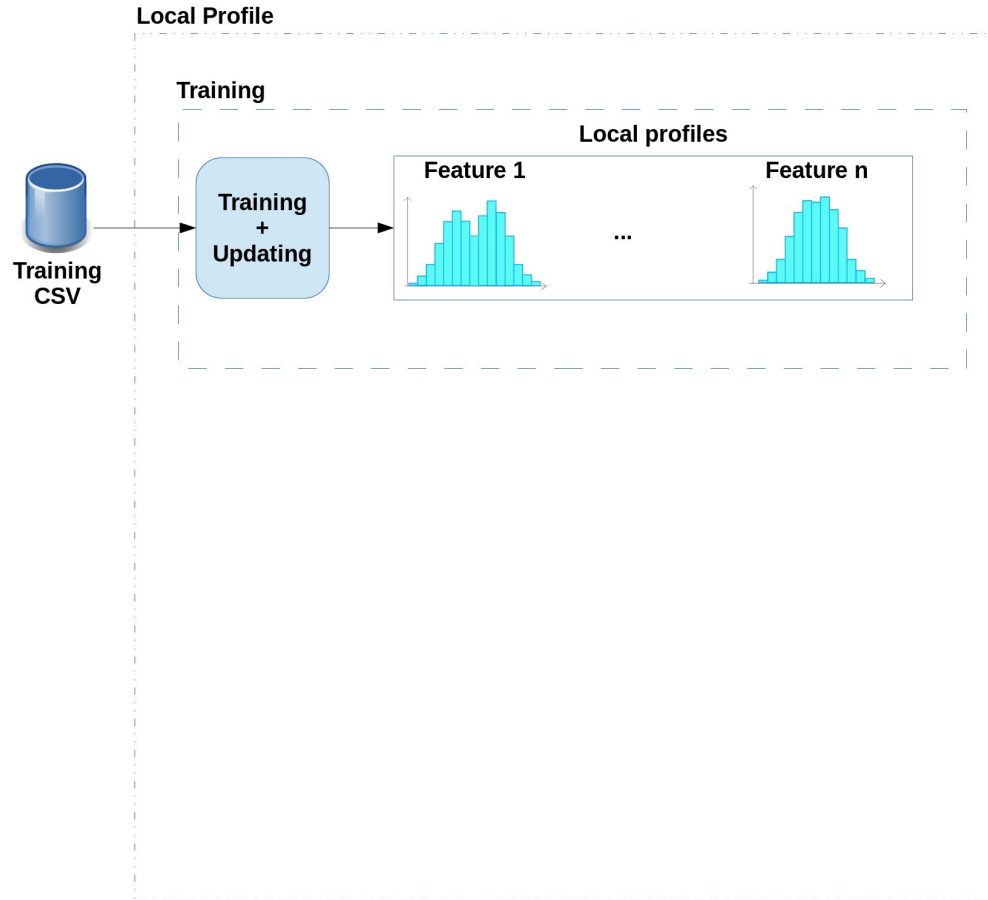 Local Profile
Training
Local profiles
Feature 1
Feature n
...
Training
+
Updating
Training
CSV